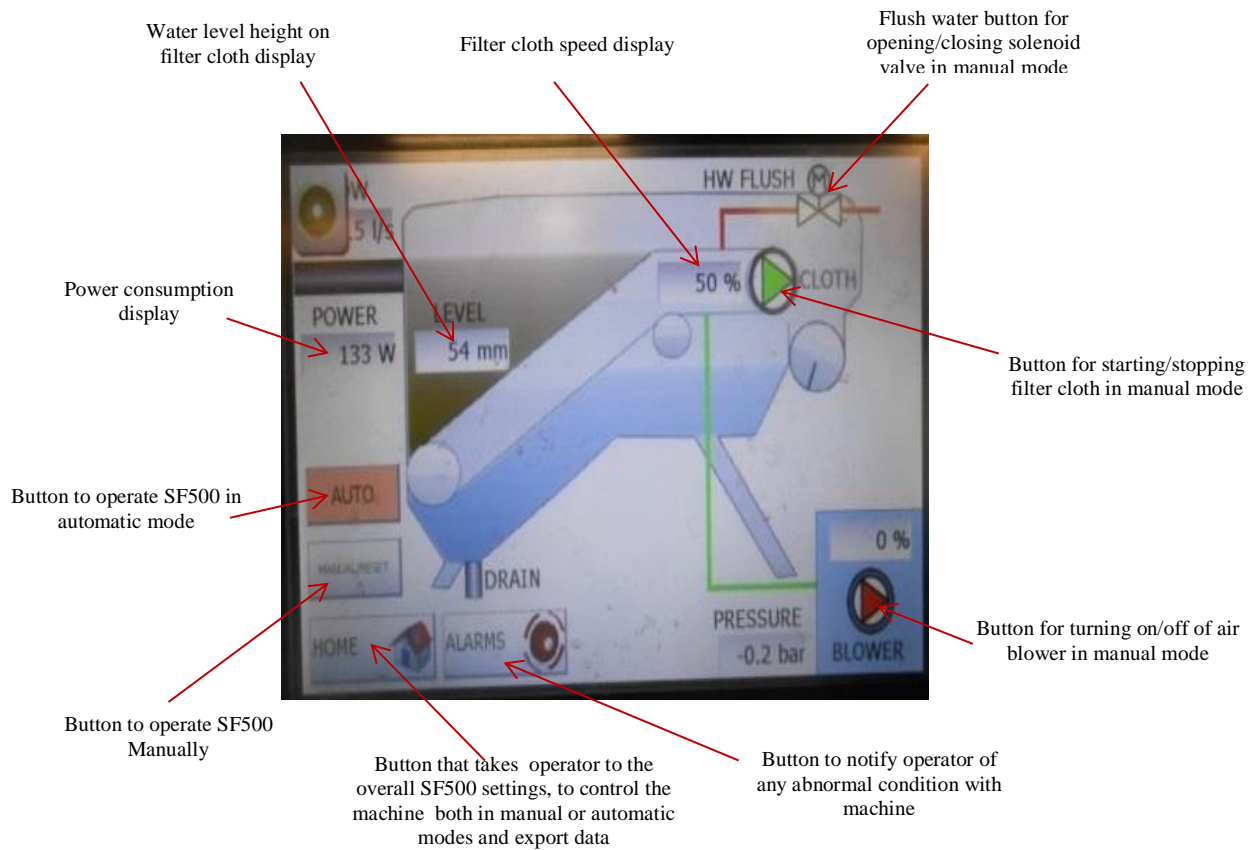 Water level height on
filter cloth display
Filter cloth speed display
Flush water button for
opening/closing solenoid
valve in manual mode
Power consumption
display
Button to operate SF500 in
automatic mode
Button to operate SF500
Manually
Button that takes operator to the
overall SF500 settings, to control the
machine both in manual or automatic
modes and export data
Button to notify operator of
any abnormal condition with
machine
Button for starting/stopping
filter cloth in manual mode
Button for turning on/off of air
blower in manual mode
HW FLUSH
M
l/s
50 %
CLOTH
POWER
133 W
LEVEL
54 mm
AUTO
MANUAL/RESET
DRAIN
HOME
ALARMS
PRESSURE
-0.2 bar
0 %
BLOWER